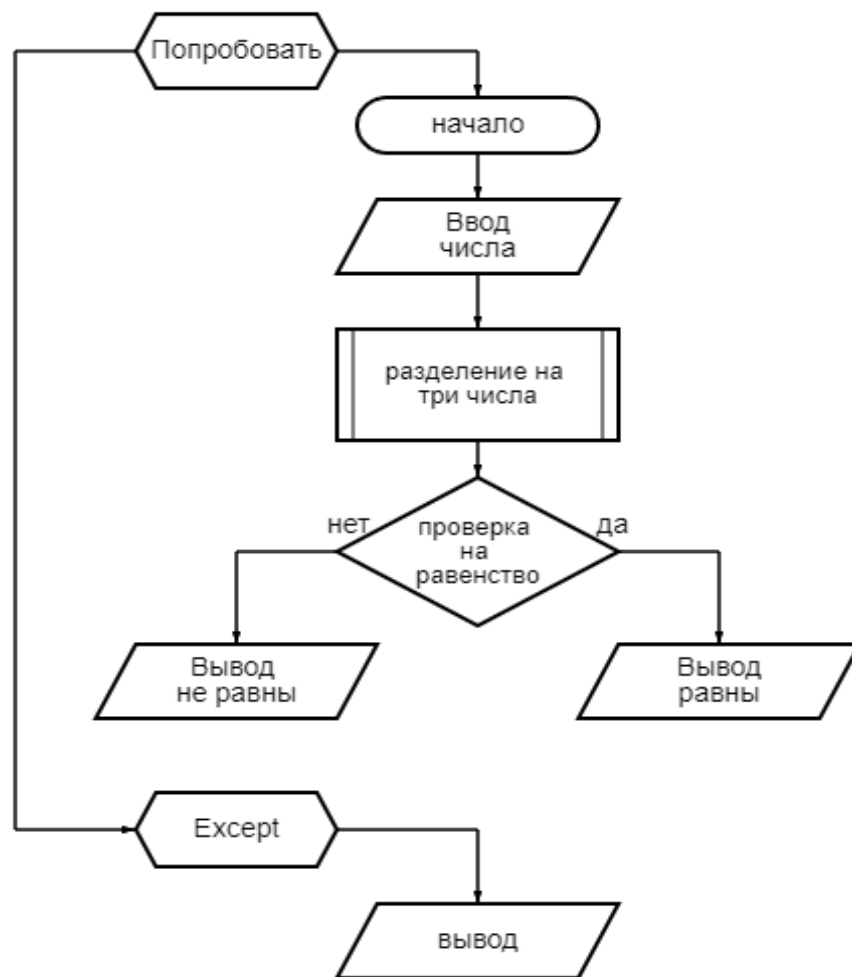 Попробовать
начало
Ввод
числа
разделение на
три числа
нет
да
проверка
на
равенство
Вывод
не равны
Вывод
равны
Except
вывод